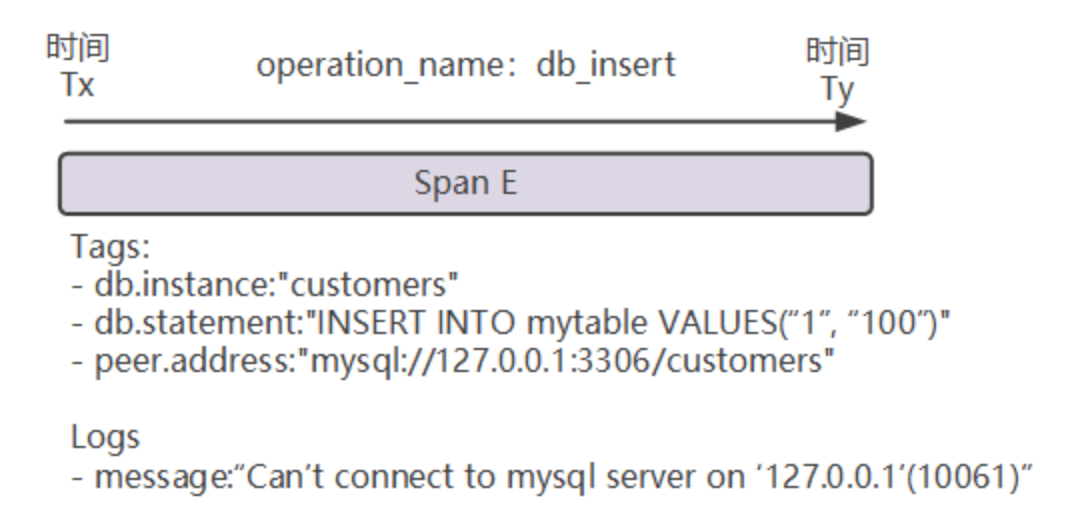 时间
Tx
operation_name：db_insert
时间
Ty
Span E
Tags:
- db.instance:"customers"
- db.statement:"INSERT INTO mytable VALUES(“1”, “100”)"
- peer.address:"mysql://127.0.0.1:3306/customers"
Logs
- message:“Can’t connect to mysql server on ‘127.0.0.1’(10061)”